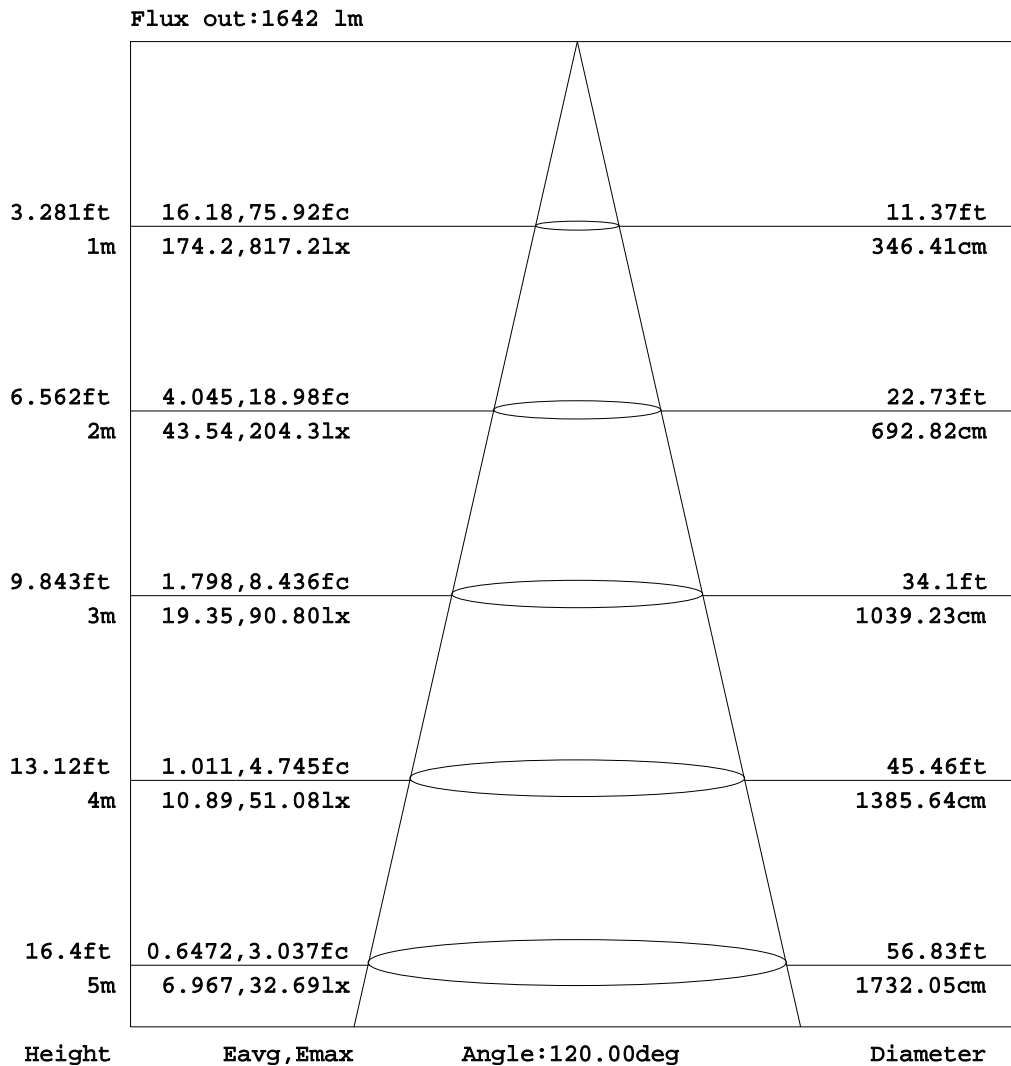 Flux out:1642 lm
3.281ft 16.18,75.92fc 11.37ft
1m 174.2,817.2lx 346.41cm
6.562ft 4.045,18.98fc 22.73ft
2m 43.54,204.3lx 692.82cm
9.843ft 1.798,8.436fc 34.1ft
3m 19.35,90.80lx 1039.23cm
13.12ft 1.011,4.745fc 45.46ft
4m 10.89,51.08lx 1385.64cm
16.4ft 0.6472,3.037fc 56.83ft
5m 6.967,32.69lx 1732.05cm
Height Eavg,Emax Angle:120.00deg Diameter